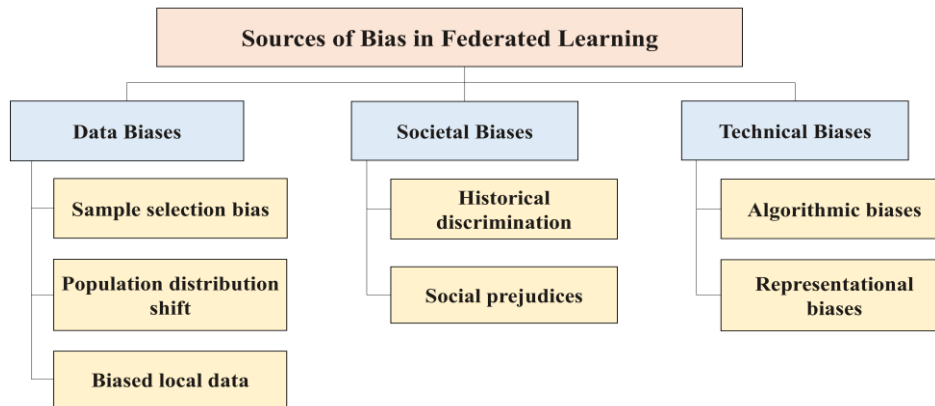 Sources of Bias in Federated Learning
Data Biases
Sample selection bias
Population distribution
shift
Biased local data
Societal Biases
Historical
discrimination
Social prejudices
Technical Biases
Algorithmic biases
Representational
biases